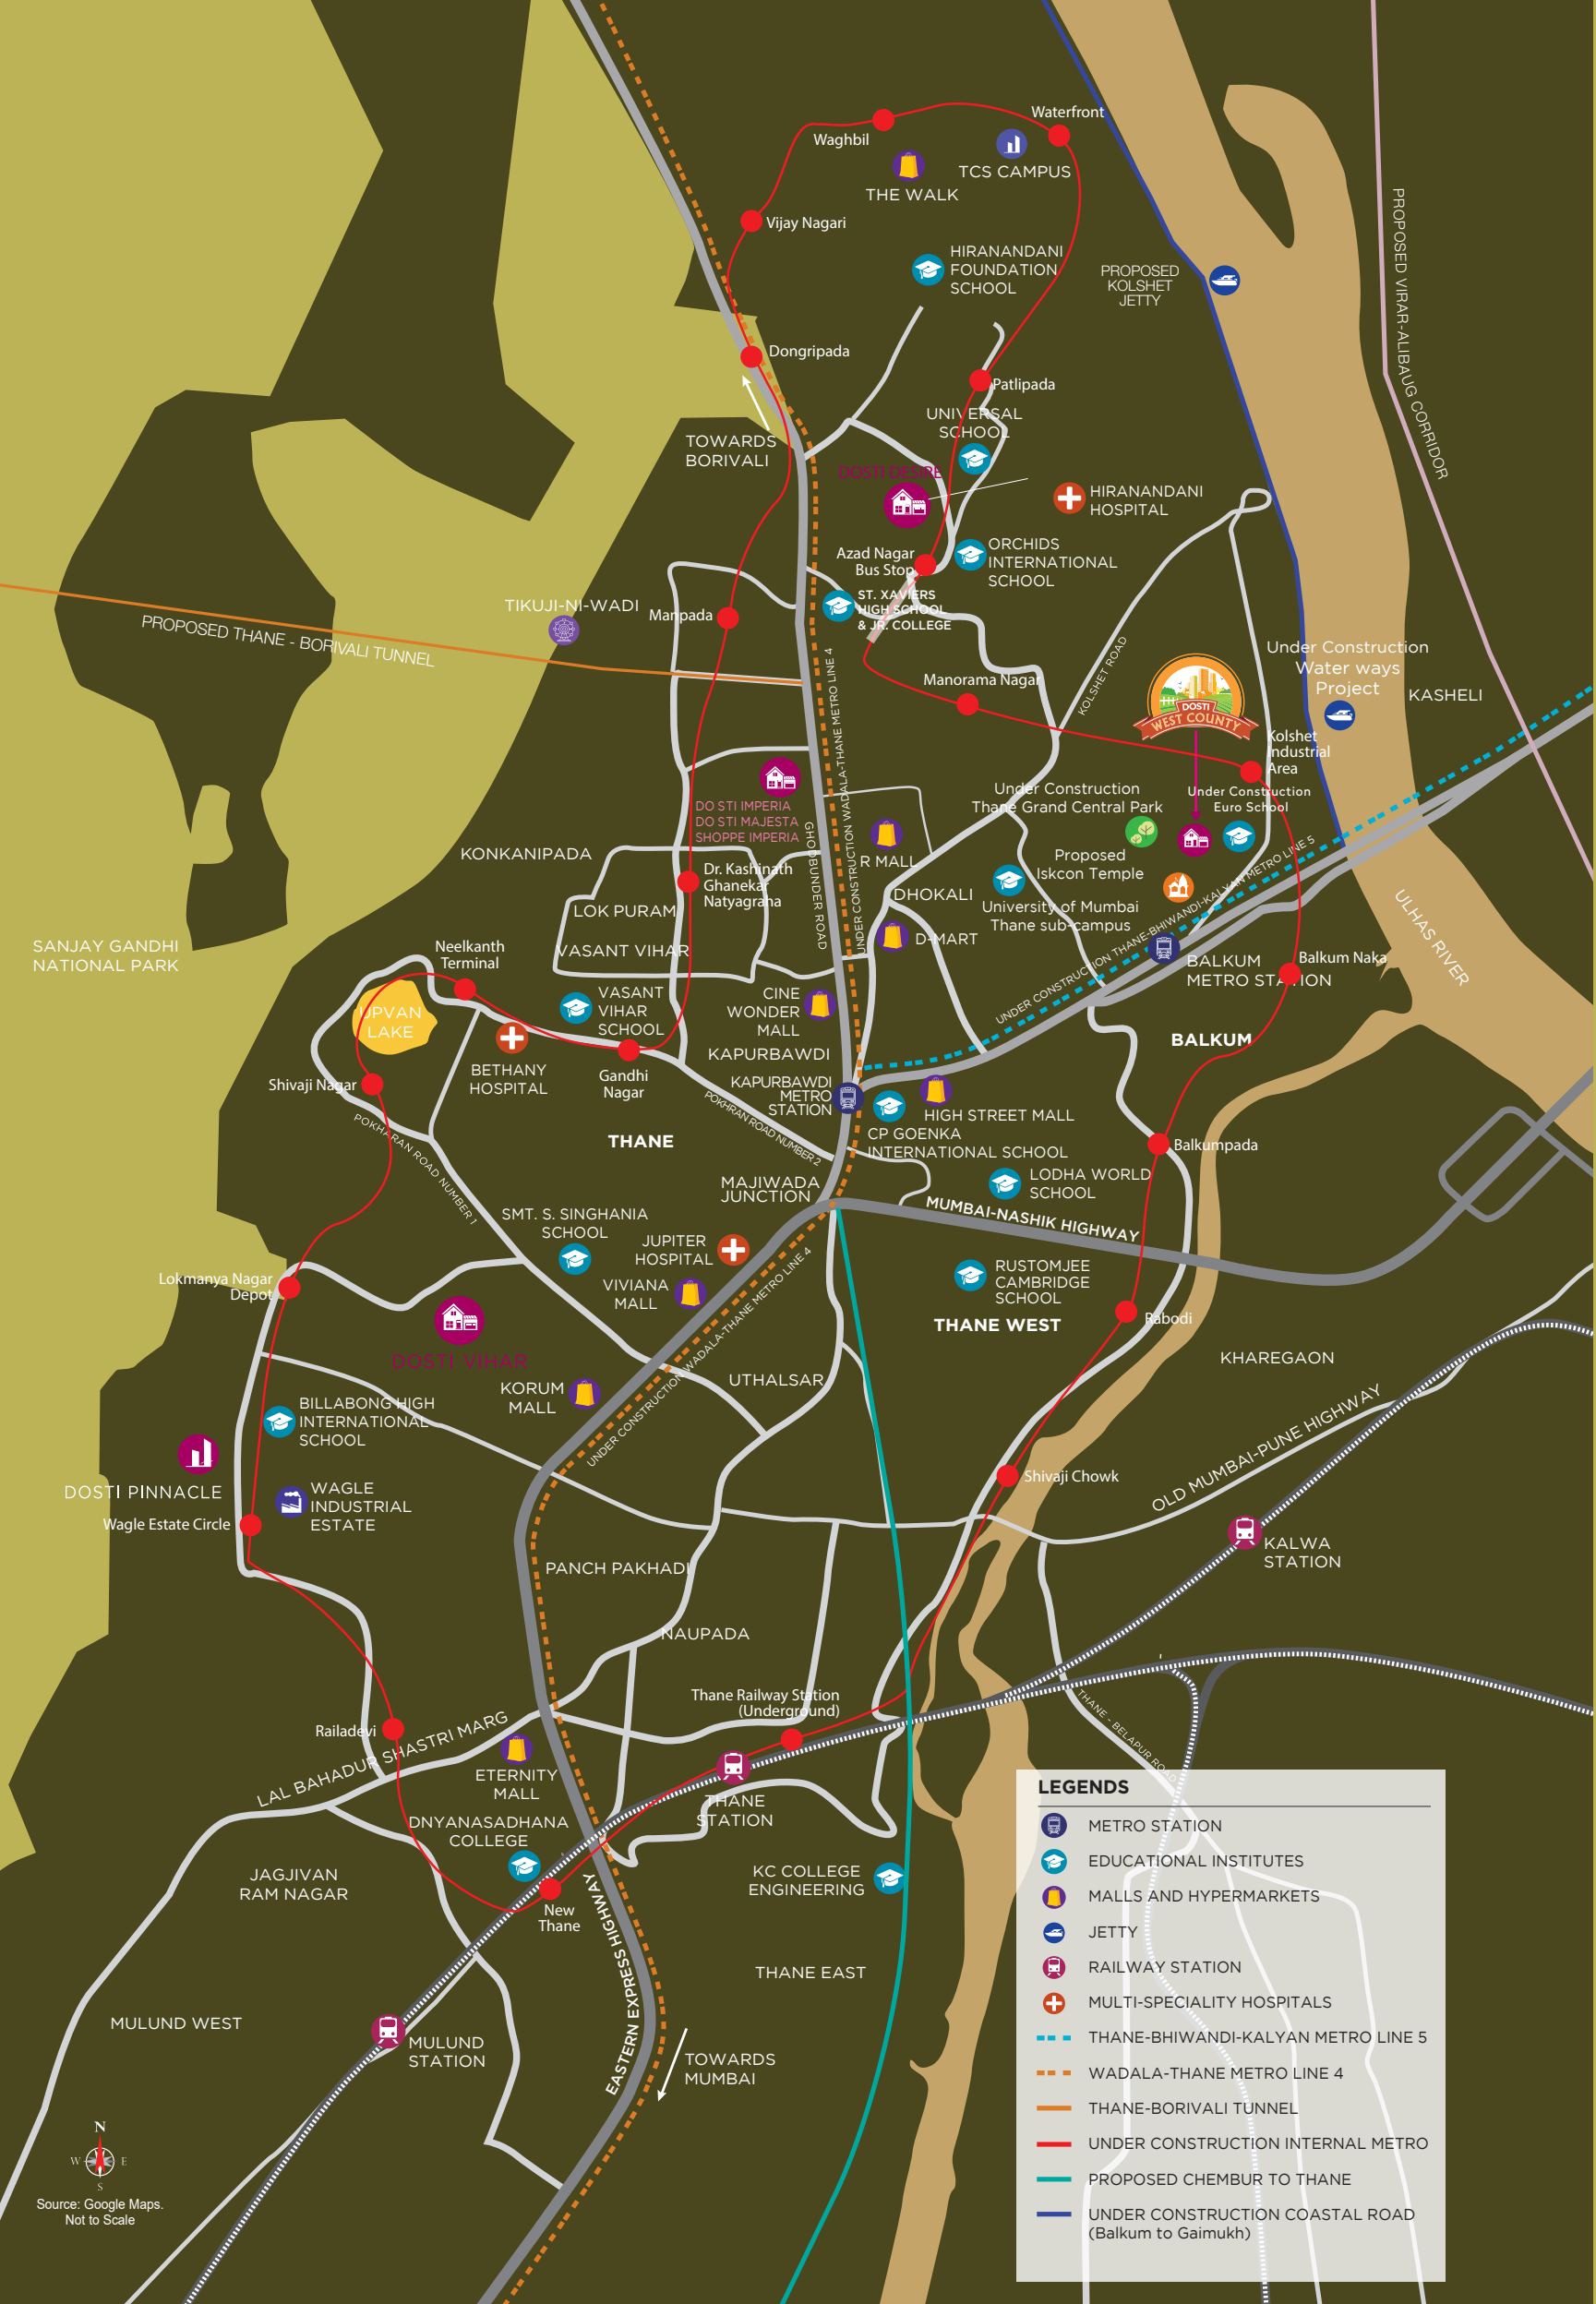 Waterfront
Waghbil
TCS CAMPUS
THE WALK
Vijay Nagari
HIRANANDANI
FOUNDATION
SCHOOL
PROPOSED
KOLSHET
JETTY
PROPOSED VIRAR-ALIBAUG CORRIDOR
Dongripada
Patlipada
UNIVERSAL
SCHOOL
TOWARDS
BORIVALI
DOSTI DESIRE
HIRANANDANI
HOSPITAL
ORCHIDS
INTERNATIONAL
SCHOOL
Azad Nagar
Bus Stop
ST. XAVIERS
HIGH SCHOOL
& JR. COLLEGE
TIKUJI-NI-WADI
Manpada
PROPOSED THANE - BORIVALI TUNNEL
KOLSHET ROAD
Under Construction
Water ways
Project
KASHELI
Manorama Nagar
DOSTI
WEST COUNTY
Kolshet
Industrial
Area
UNDER CONSTRUCTION WADALA-THANE METRO LINE 4
Under Construction
Thane Grand Central Park
Under Construction
Euro School
DO STI IMPERIA
DO STI MAJESTA
SHOPPE IMPERIA
GHODBUNDER ROAD
R MALL
KONKANIPADA
Dr. Kashinath
Ghanekar
Natyagraha
Proposed
Iskcon Temple
DHOKALI
University of Mumbai
Thane sub-campus
UNDER CONSTRUCTION THANE-BHIWANDI-KALYAN METRO LINE 5
LOK PURAM
VASANT VIHAR
D-MART
ULHAS RIVER
SANJAY GANDHI
NATIONAL PARK
Neelkanth
Terminal
BALKUM
METRO STATION
Balkum Naka
UPVAN
LAKE
VASANT
VIHAR
SCHOOL
CINE
WONDER
MALL
BALKUM
KAPURBAWDI
BETHANY
HOSPITAL
Gandhi
Nagar
Shivaji Nagar
KAPURBAWDI
METRO
STATION
POKHRAN ROAD NUMBER 2
HIGH STREET MALL
POKHARAN ROAD NUMBER 1
THANE
CP GOENKA
INTERNATIONAL SCHOOL
Balkumpada
MAJIWADA
JUNCTION
LODHA WORLD
SCHOOL
MUMBAI-NASHIK HIGHWAY
SMT. S. SINGHANIA
SCHOOL
JUPITER
HOSPITAL
RUSTOMJEE
CAMBRIDGE
SCHOOL
Lokmanya Nagar
Depot
VIVIANA
MALL
UNDER CONSTRUCTION WADALA-THANE METRO LINE 4
THANE WEST
Rabodi
DOSTI VIHAR
KHAREGAON
UTHALSAR
KORUM
MALL
BILLABONG HIGH
INTERNATIONAL
SCHOOL
OLD MUMBAI-PUNE HIGHWAY
DOSTI PINNACLE
WAGLE
INDUSTRIAL
ESTATE
Shivaji Chowk
Wagle Estate Circle
KALWA
STATION
PANCH PAKHADI
NAUPADA
Thane Railway Station
(Underground)
THANE - BELAPUR ROAD
Railadevi
LAL BAHADUR SHASTRI MARG
ETERNITY
MALL
THANE
STATION
DNYANASADHANA
COLLEGE
JAGJIVAN
RAM NAGAR
KC COLLEGE
ENGINEERING
New
Thane
EASTERN EXPRESS HIGHWAY
THANE EAST
MULUND WEST
MULUND
STATION
TOWARDS
MUMBAI
N
W E
S
Source: Google Maps.
Not to Scale
LEGENDS
METRO STATION
EDUCATIONAL INSTITUTES
MALLS AND HYPERMARKETS
JETTY
RAILWAY STATION
MULTI-SPECIALITY HOSPITALS
THANE-BHIWANDI-KALYAN METRO LINE 5
WADALA-THANE METRO LINE 4
THANE-BORIVALI TUNNEL
UNDER CONSTRUCTION INTERNAL METRO
PROPOSED CHEMBUR TO THANE
UNDER CONSTRUCTION COASTAL ROAD
(Balkum to Gaimukh)